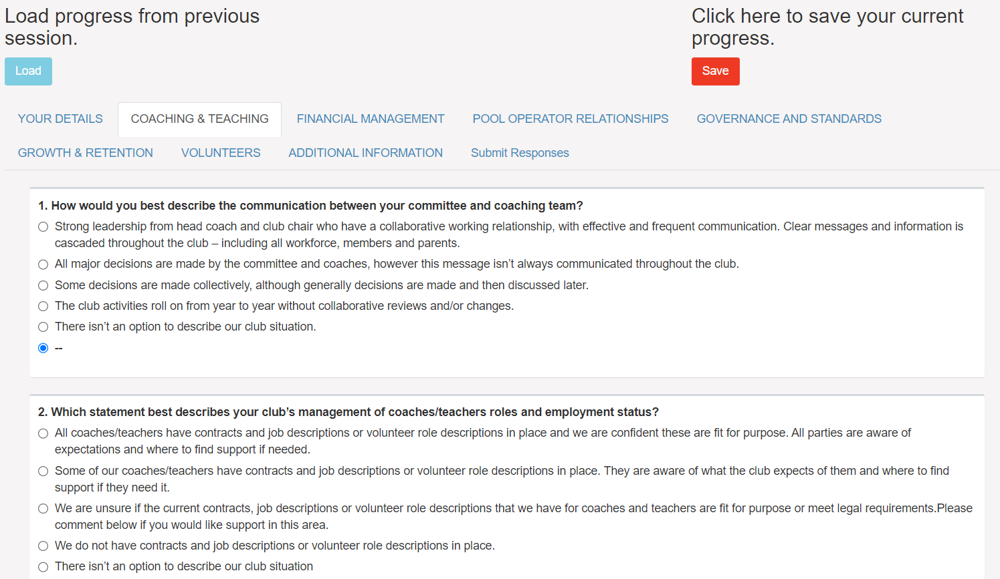 Load progress from previous
session.
Load
Click here to save your current
progress.
Save
YOUR DETAILS COACHING & TEACHING FINANCIAL MANAGEMENT POOL OPERATOR RELATIONSHIPS GOVERNANCE AND STANDARDS
GROWTH & RETENTION VOLUNTEERS ADDITIONAL INFORMATION Submit Responses
1. How would you best describe the communication between your committee and coaching team?
Strong leadership from head coach and club chair who have a collaborative working relationship, with effective and frequent communication. Clear messages and information is
cascaded throughout the club – including all workforce, members and parents.
All major decisions are made by the committee and coaches, however this message isn’t always communicated throughout the club.
Some decisions are made collectively, although generally decisions are made and then discussed later.
The club activities roll on from year to year without collaborative reviews and/or changes.
There isn’t an option to describe our club situation.
--
2. Which statement best describes your club’s management of coaches/teachers roles and employment status?
All coaches/teachers have contracts and job descriptions or volunteer role descriptions in place and we are confident these are fit for purpose. All parties are aware of
expectations and where to find support if needed.
Some of our coaches/teachers have contracts and job descriptions or volunteer role descriptions in place. They are aware of what the club expects of them and where to find
support if they need it.
We are unsure if the current contracts, job descriptions or volunteer role descriptions that we have for coaches and teachers are fit for purpose or meet legal requirements.Please
comment below if you would like support in this area.
We do not have contracts and job descriptions or volunteer role descriptions in place.
There isn’t an option to describe our club situation